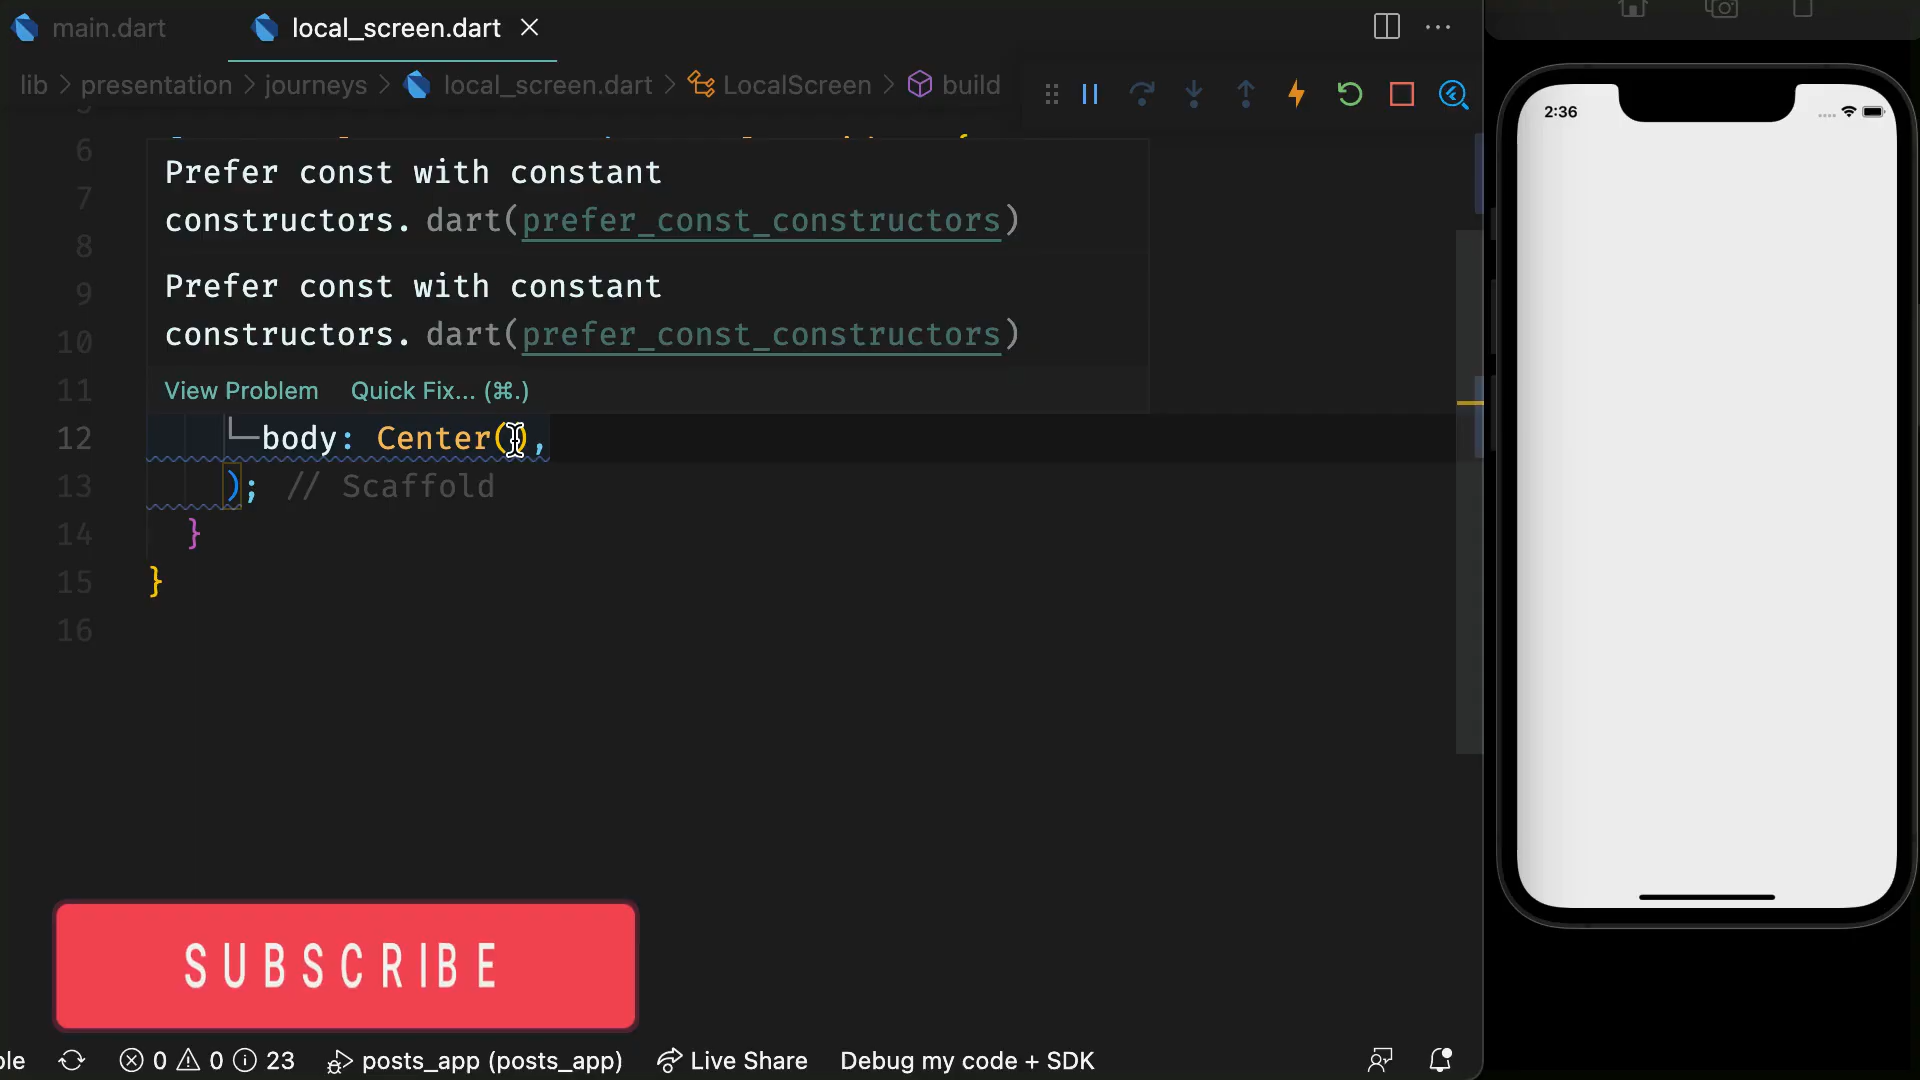 main.dart
local_screen.dart
lib > presentation > journeys > local_screen.dart > LocalScreen > build
2:36
6
Prefer const with constant
7
constructors. dart(prefer_const_constructors)
8
9
Prefer const with constant
10
constructors. dart(prefer_const_constructors)
11
View Problem Quick Fix... (⌘.)
12 body: Center(),
13 ); // Scaffold
14 }
15 }
16
SUBSCRIBE
ple 0 0 23 posts_app (posts_app) Live Share Debug my code + SDK